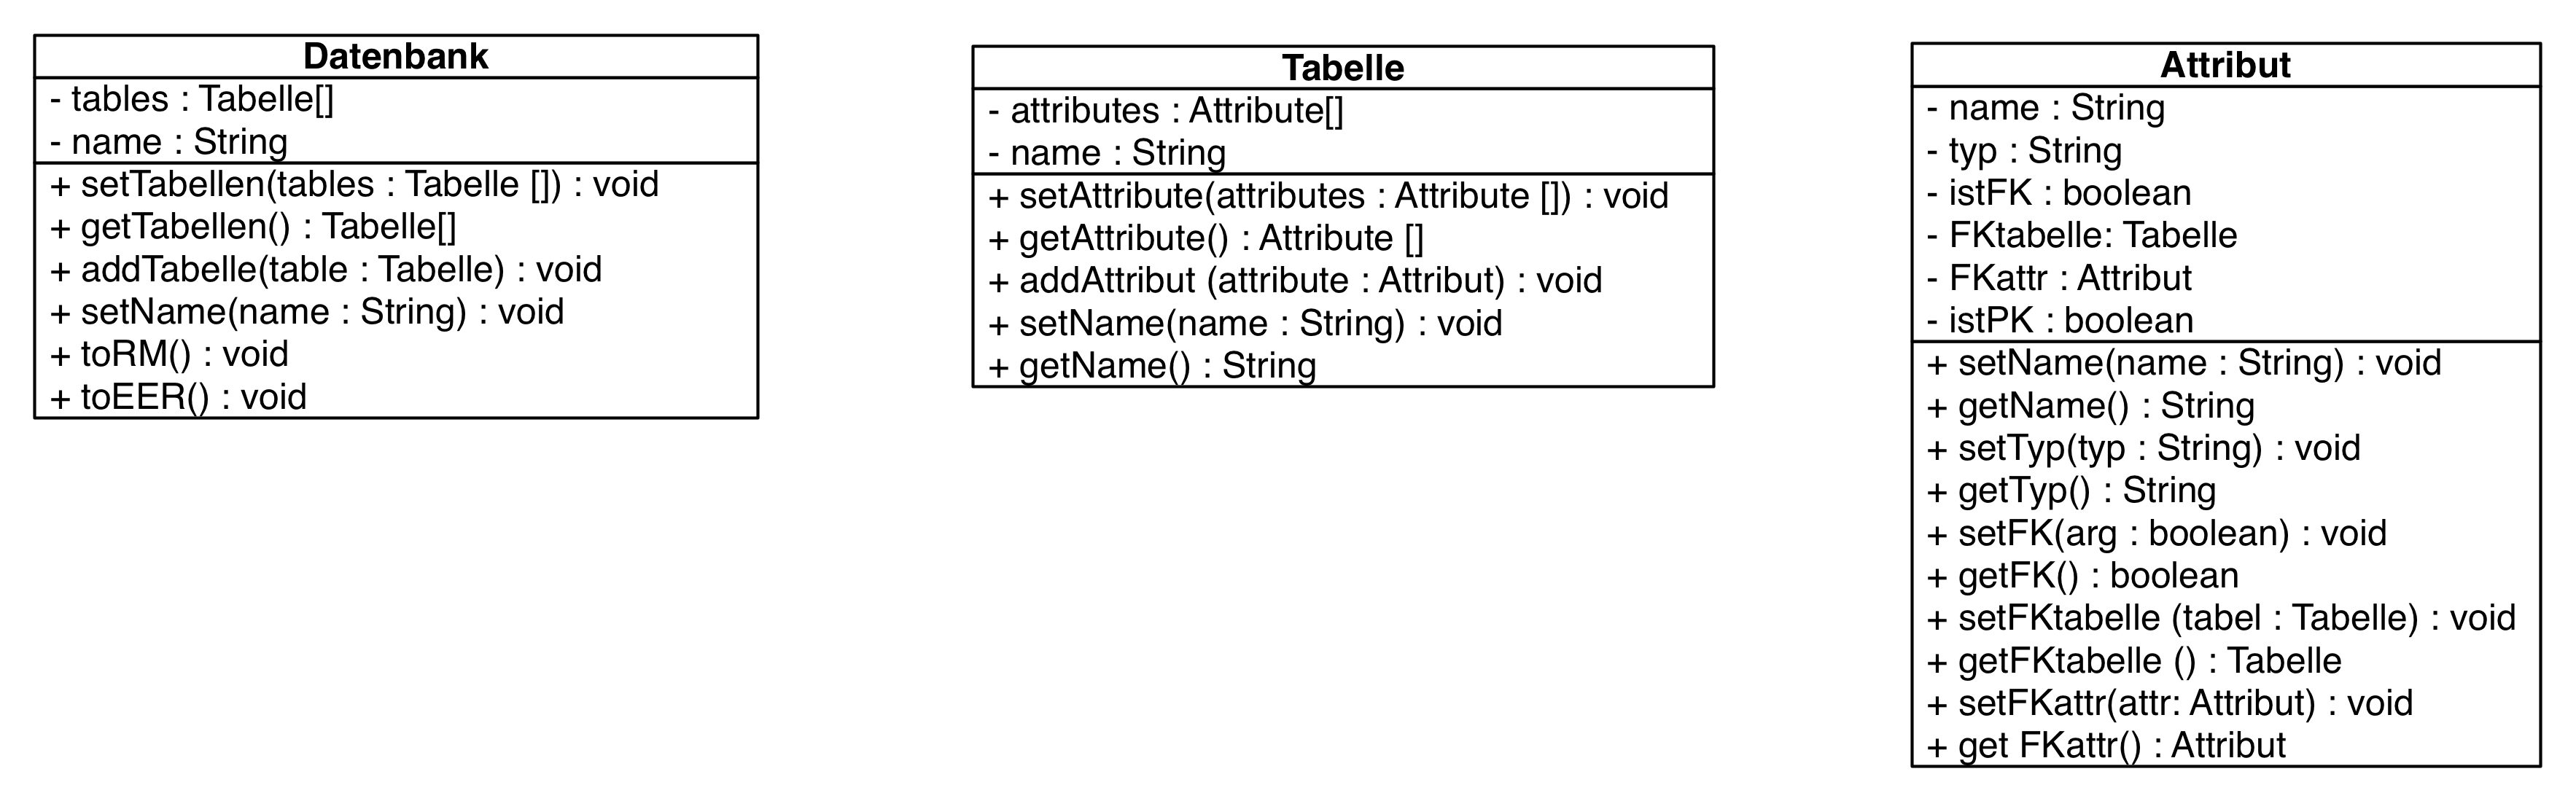 Datenbank
- tables : Tabelle[]
- name : String
+ setTabellen(tables : Tabelle []) : void
+ getTabellen() : Tabelle[]
+ addTabelle(table : Tabelle) : void
+ setName(name : String) : void
+ toRM() : void
+ toEER() : void
Tabelle
- attributes : Attribute[]
- name : String
+ setAttribute(attributes : Attribute []) : void
+ getAttribute() : Attribute []
+ addAttribut (attribute : Attribut) : void
+ setName(name : String) : void
+ getName() : String
Attribut
- name : String
- typ : String
- istFK : boolean
- FKtabelle: Tabelle
- FKattr : Attribut
- istPK : boolean
+ setName(name : String) : void
+ getName() : String
+ setTyp(typ : String) : void
+ getTyp() : String
+ setFK(arg : boolean) : void
+ getFK() : boolean
+ setFKtabelle (tabel : Tabelle) : void
+ getFKtabelle () : Tabelle
+ setFKattr(attr: Attribut) : void
+ get FKattr() : Attribut